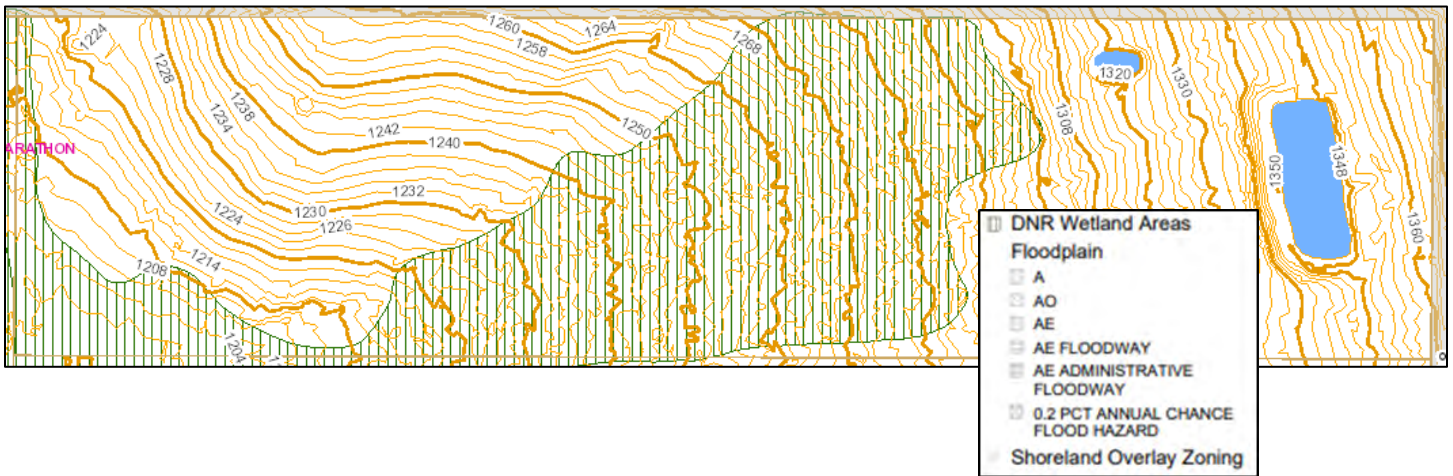 1260
1264
1224
1258
1268
1228
1320
1330
1238
1234
1308
1242
1250
1240
ARATHON
1350
1348
1232
1224
1230
1226
1360
1214
1208
1204
DNR Wetland Areas
Floodplain
A
AO
AE
AE FLOODWAY
AE ADMINISTRATIVE
FLOODWAY
0.2 PCT ANNUAL CHANCE
FLOOD HAZARD
Shoreland Overlay Zoning